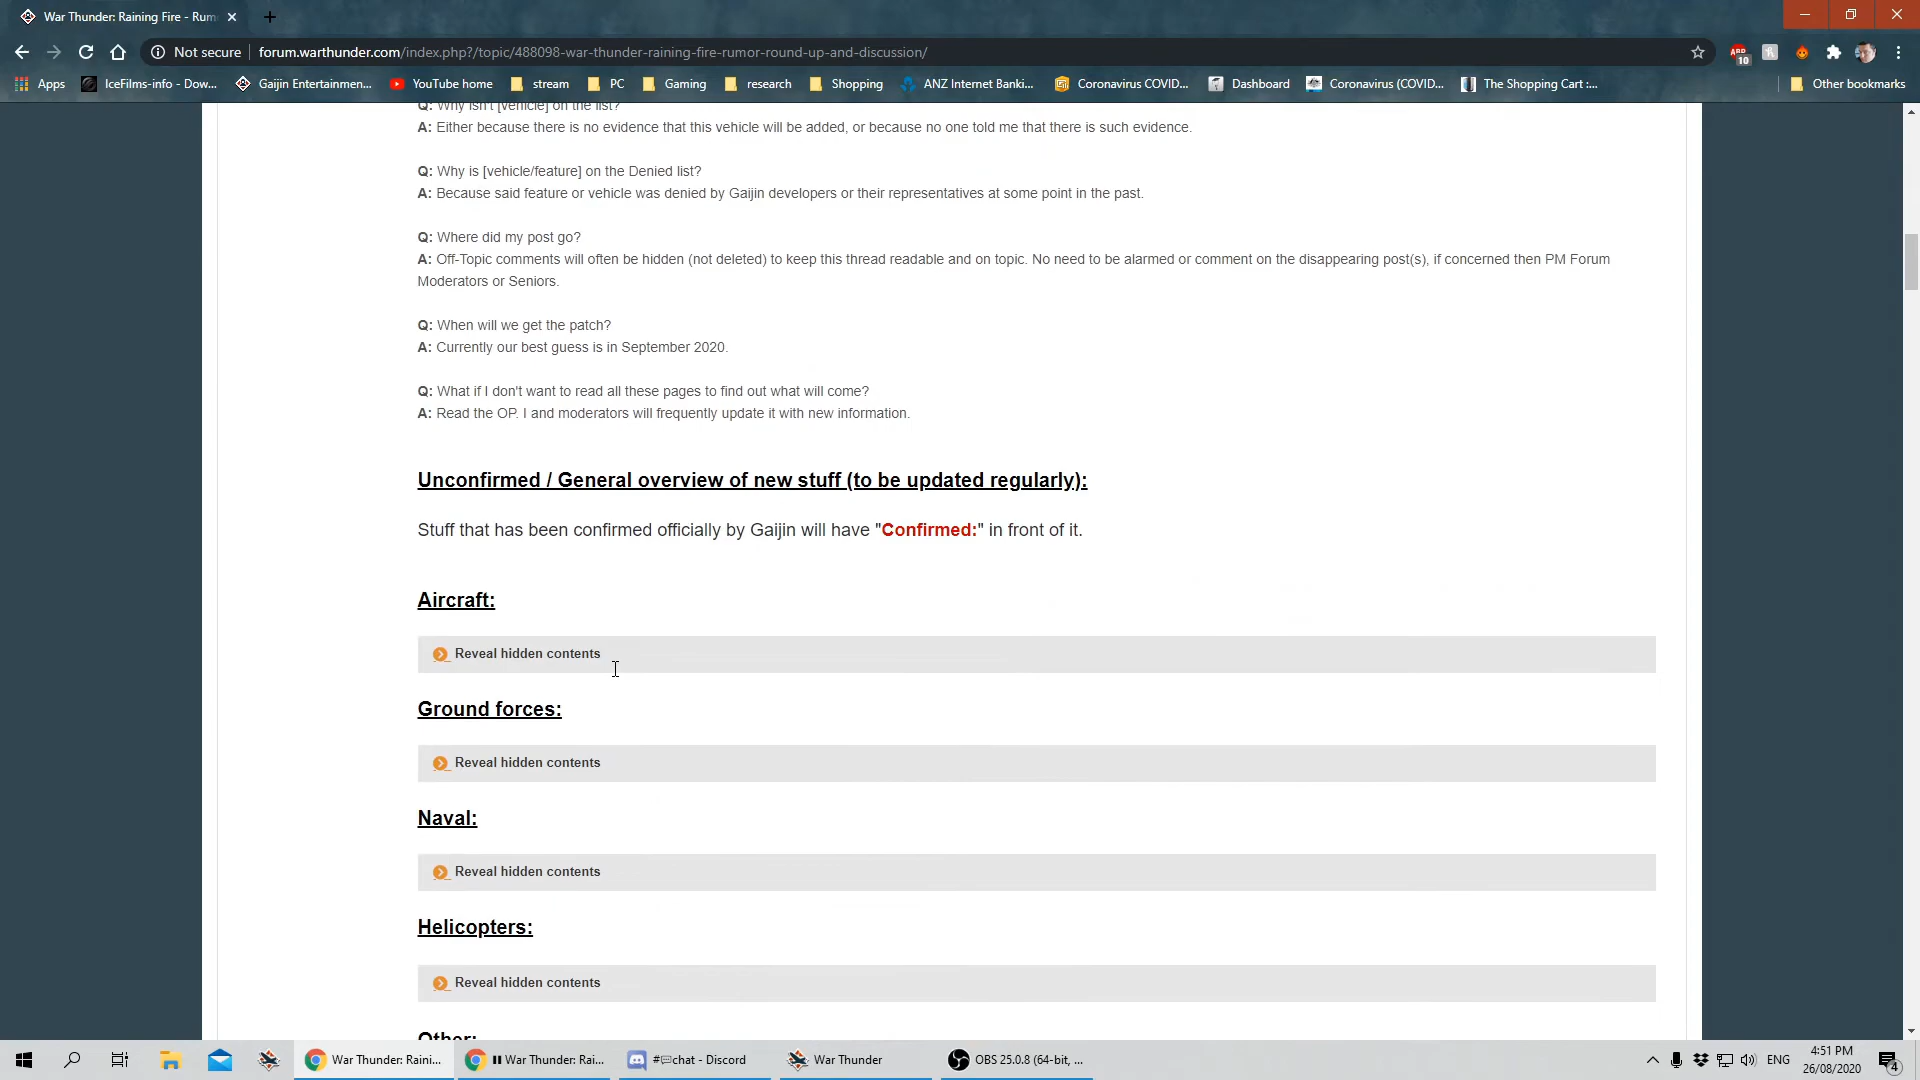 War Thunder: Raining Fire - Rum
Not secure
forum.warthunder.com/index.php?/topic/488098-war-thunder-raining-fire-rumor-round-up-and-discussion/
ABD
10
Apps
IceFilms-info - Dow...
Gaijin Entertainmen...
YouTube home
stream
PC
Gaming
research
Shopping
ANZ Internet Banki...
Coronavirus COVID...
Dashboard
Coronavirus (COVID...
The Shopping Cart :...
Other bookmarks
Q: Why isn't [vehicle] on the list?
A: Either because there is no evidence that this vehicle will be added, or because no one told me that there is such evidence.
Q: Why is [vehicle/feature] on the Denied list?
A: Because said feature or vehicle was denied by Gaijin developers or their representatives at some point in the past.
Q: Where did my post go?
A: Off-Topic comments will often be hidden (not deleted) to keep this thread readable and on topic. No need to be alarmed or comment on the disappearing post(s), if concerned then PM Forum
Moderators or Seniors.
Q: When will we get the patch?
A: Currently our best guess is in September 2020.
Q: What if I don't want to read all these pages to find out what will come?
A: Read the OP. I and moderators will frequently update it with new information.
Unconfirmed / General overview of new stuff (to be updated regularly):
Stuff that has been confirmed officially by Gaijin will have "Confirmed:" in front of it.
Aircraft:
Reveal hidden contents
Ground forces:
Reveal hidden contents
Naval:
Reveal hidden contents
Helicopters:
Reveal hidden contents
Other:
War Thunder: Raini...
War Thunder: Rai...
#chat - Discord
War Thunder
OBS 25.0.8 (64-bit, ...
ENG
4:51 PM
26/08/2020
4